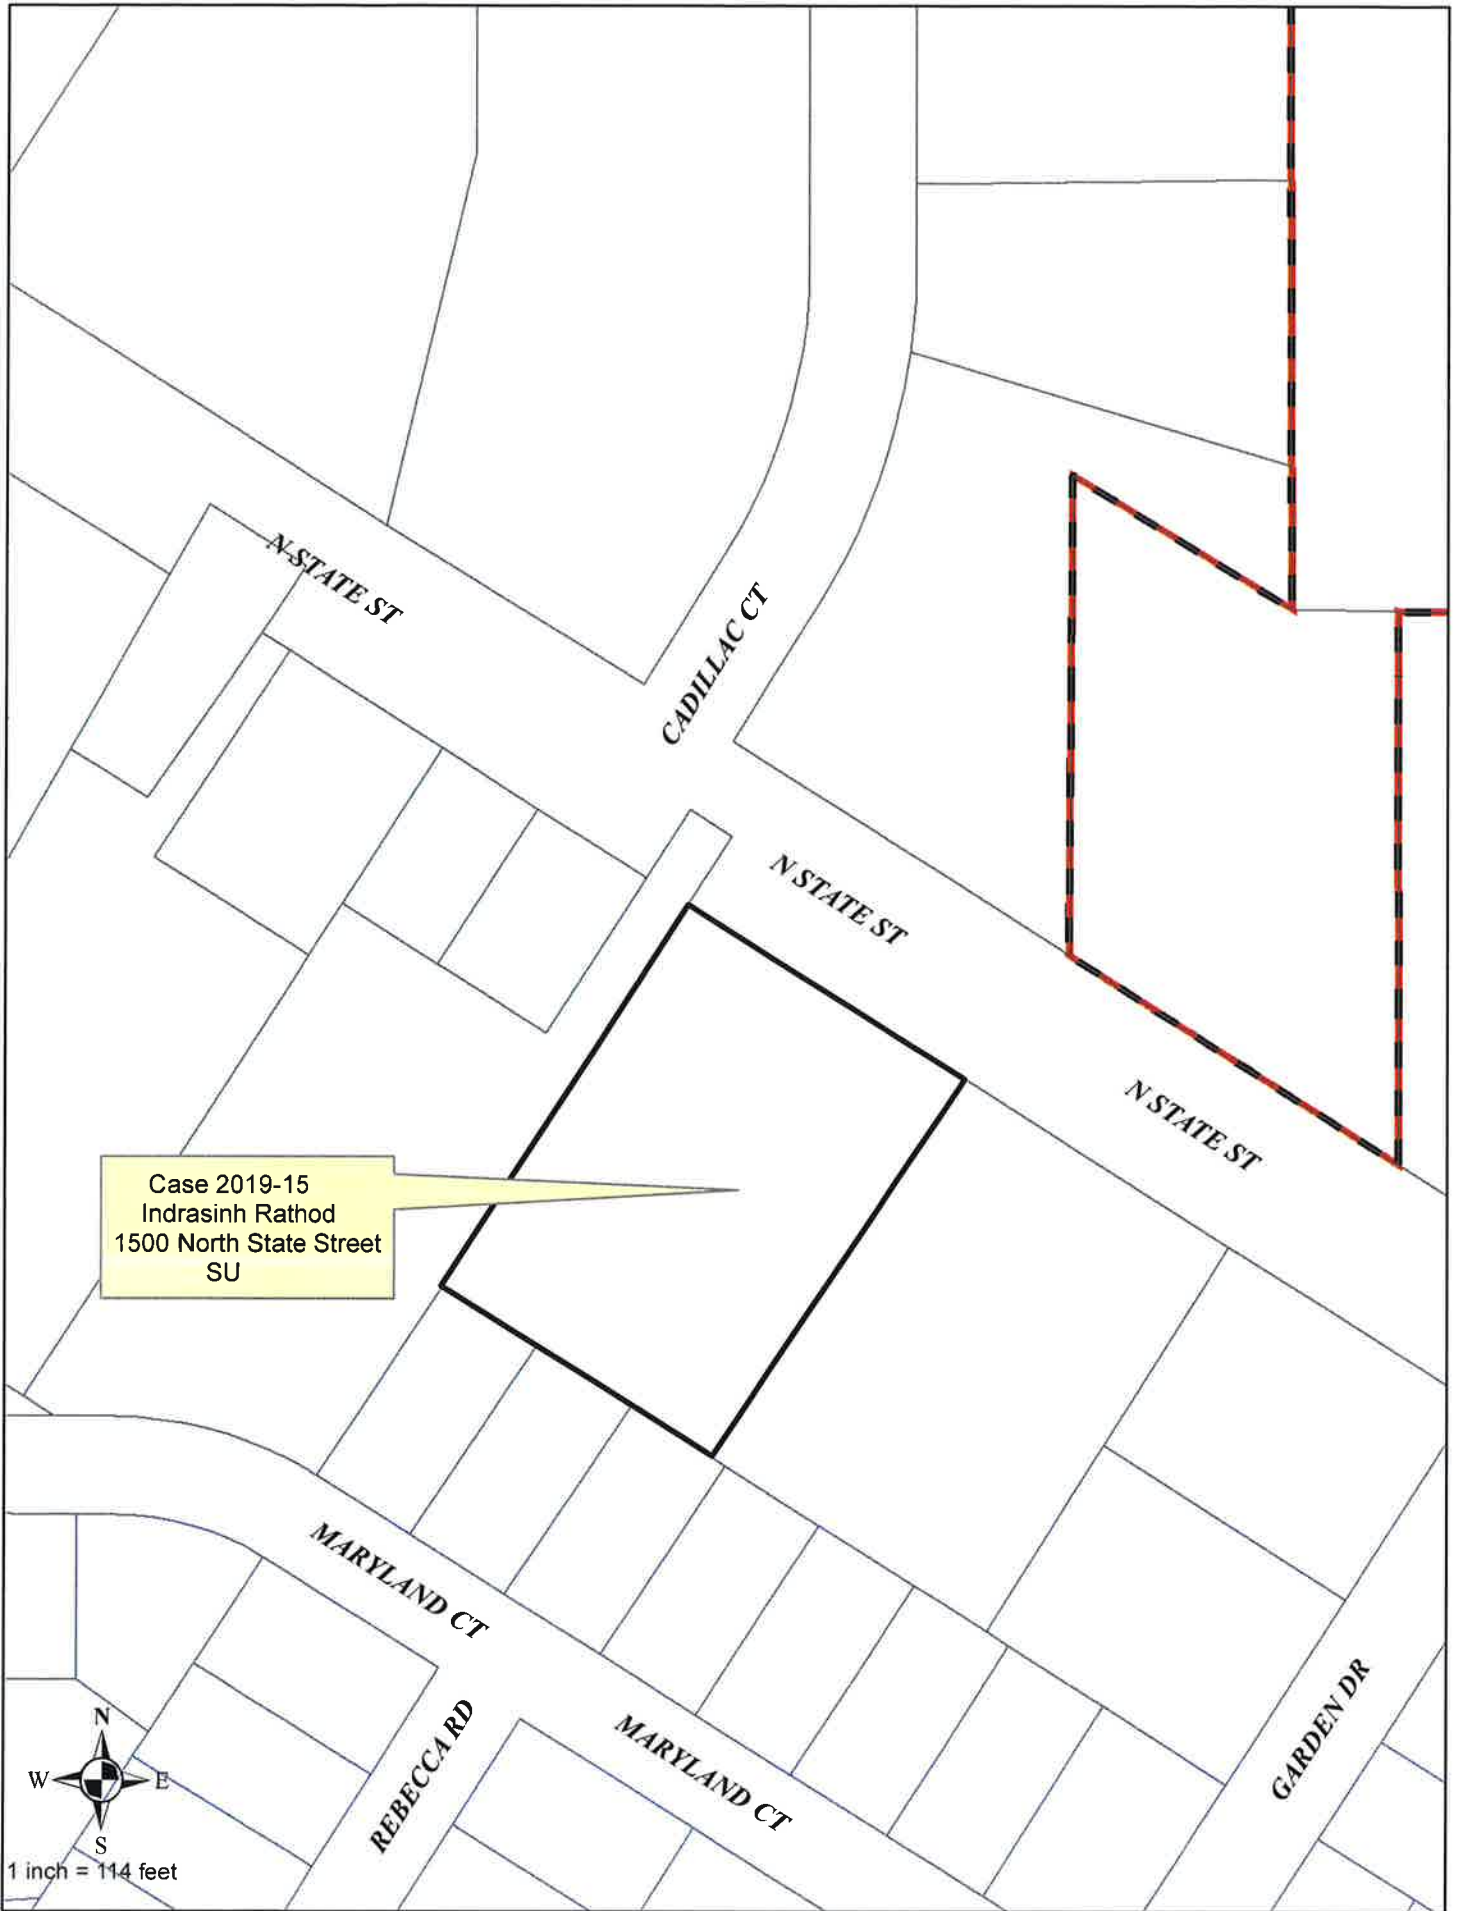 N STATE ST
CADILLAC CT
N STATE ST
N STATE ST
Case 2019-15
Indrasinh Rathod
1500 North State Street
SU
MARYLAND CT
MARYLAND CT
REBECCA RD
GARDEN DR
N
W
E
S
1 inch = 114 feet